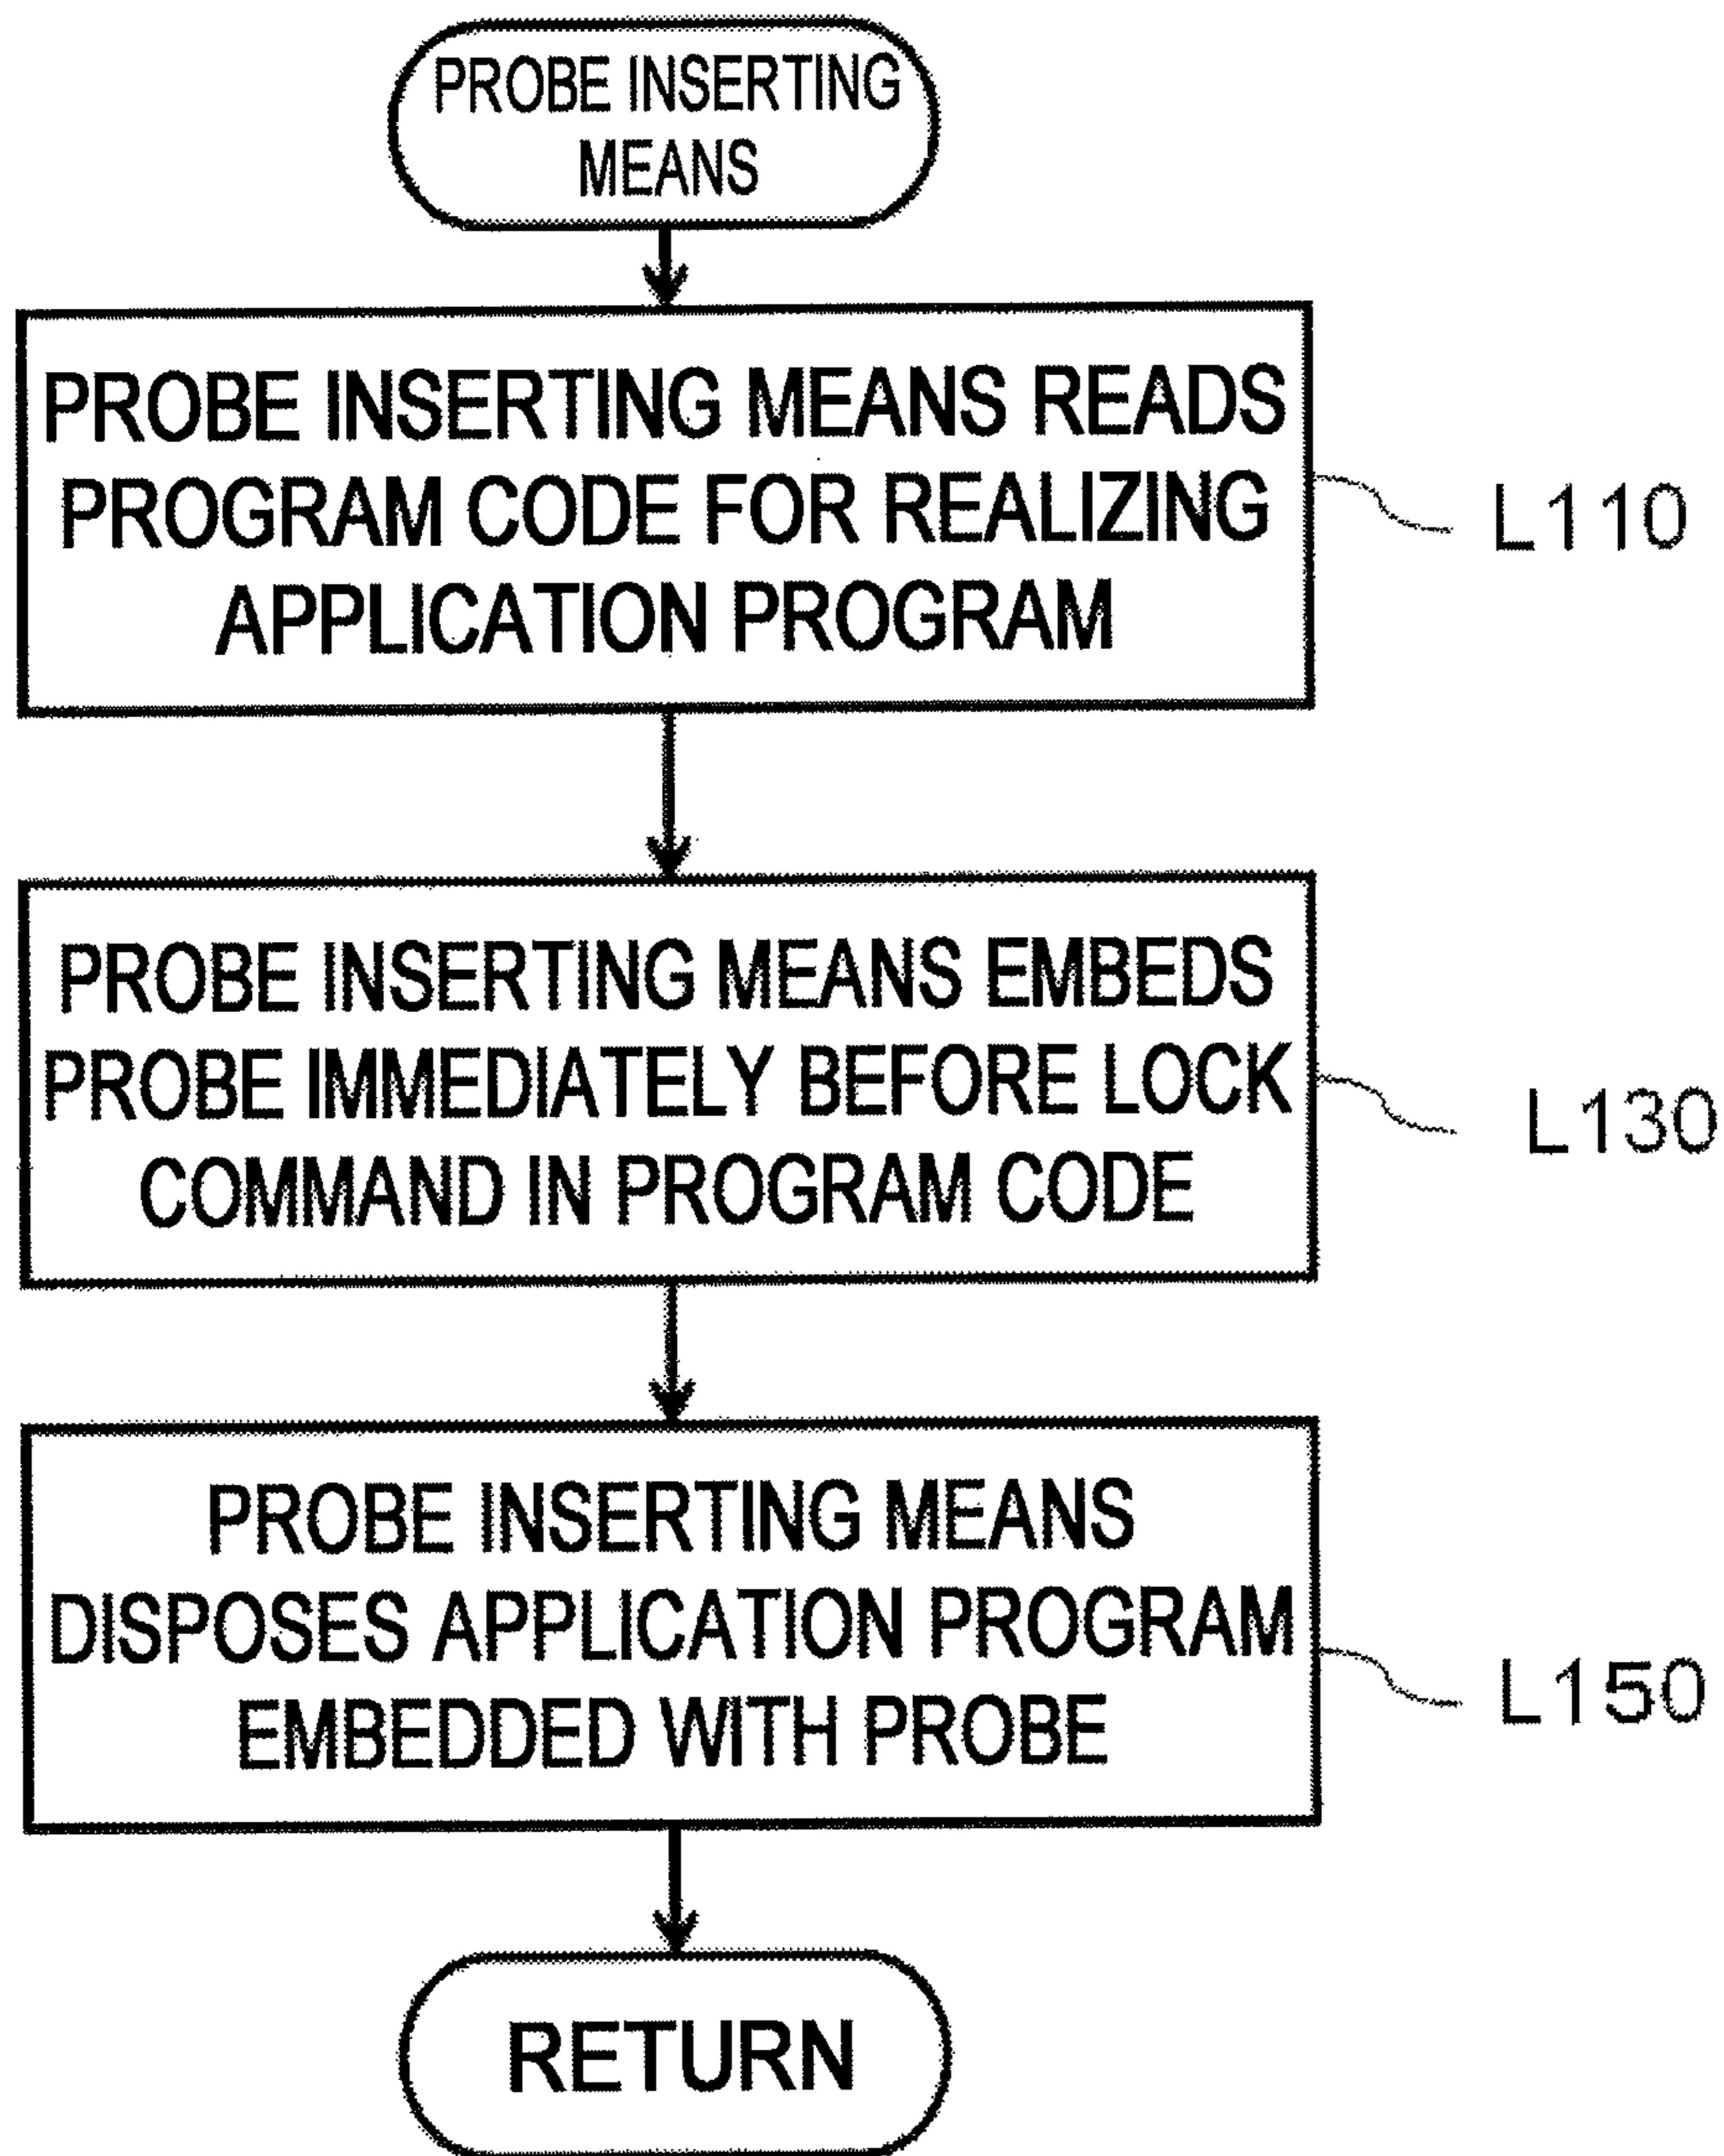 PROBE INSERTING
MEANS
PROBE INSERTING MEANS READS
PROGRAM CODE FOR REALIZING
APPLICATION PROGRAM
L110
PROBE INSERTING MEANS EMBEDS
PROBE IMMEDIATELY BEFORE LOCK
COMMAND IN PROGRAM CODE
L130
PROBE INSERTING MEANS
DISPOSES APPLICATION PROGRAM
EMBEDDED WITH PROBE
L150
RETURN